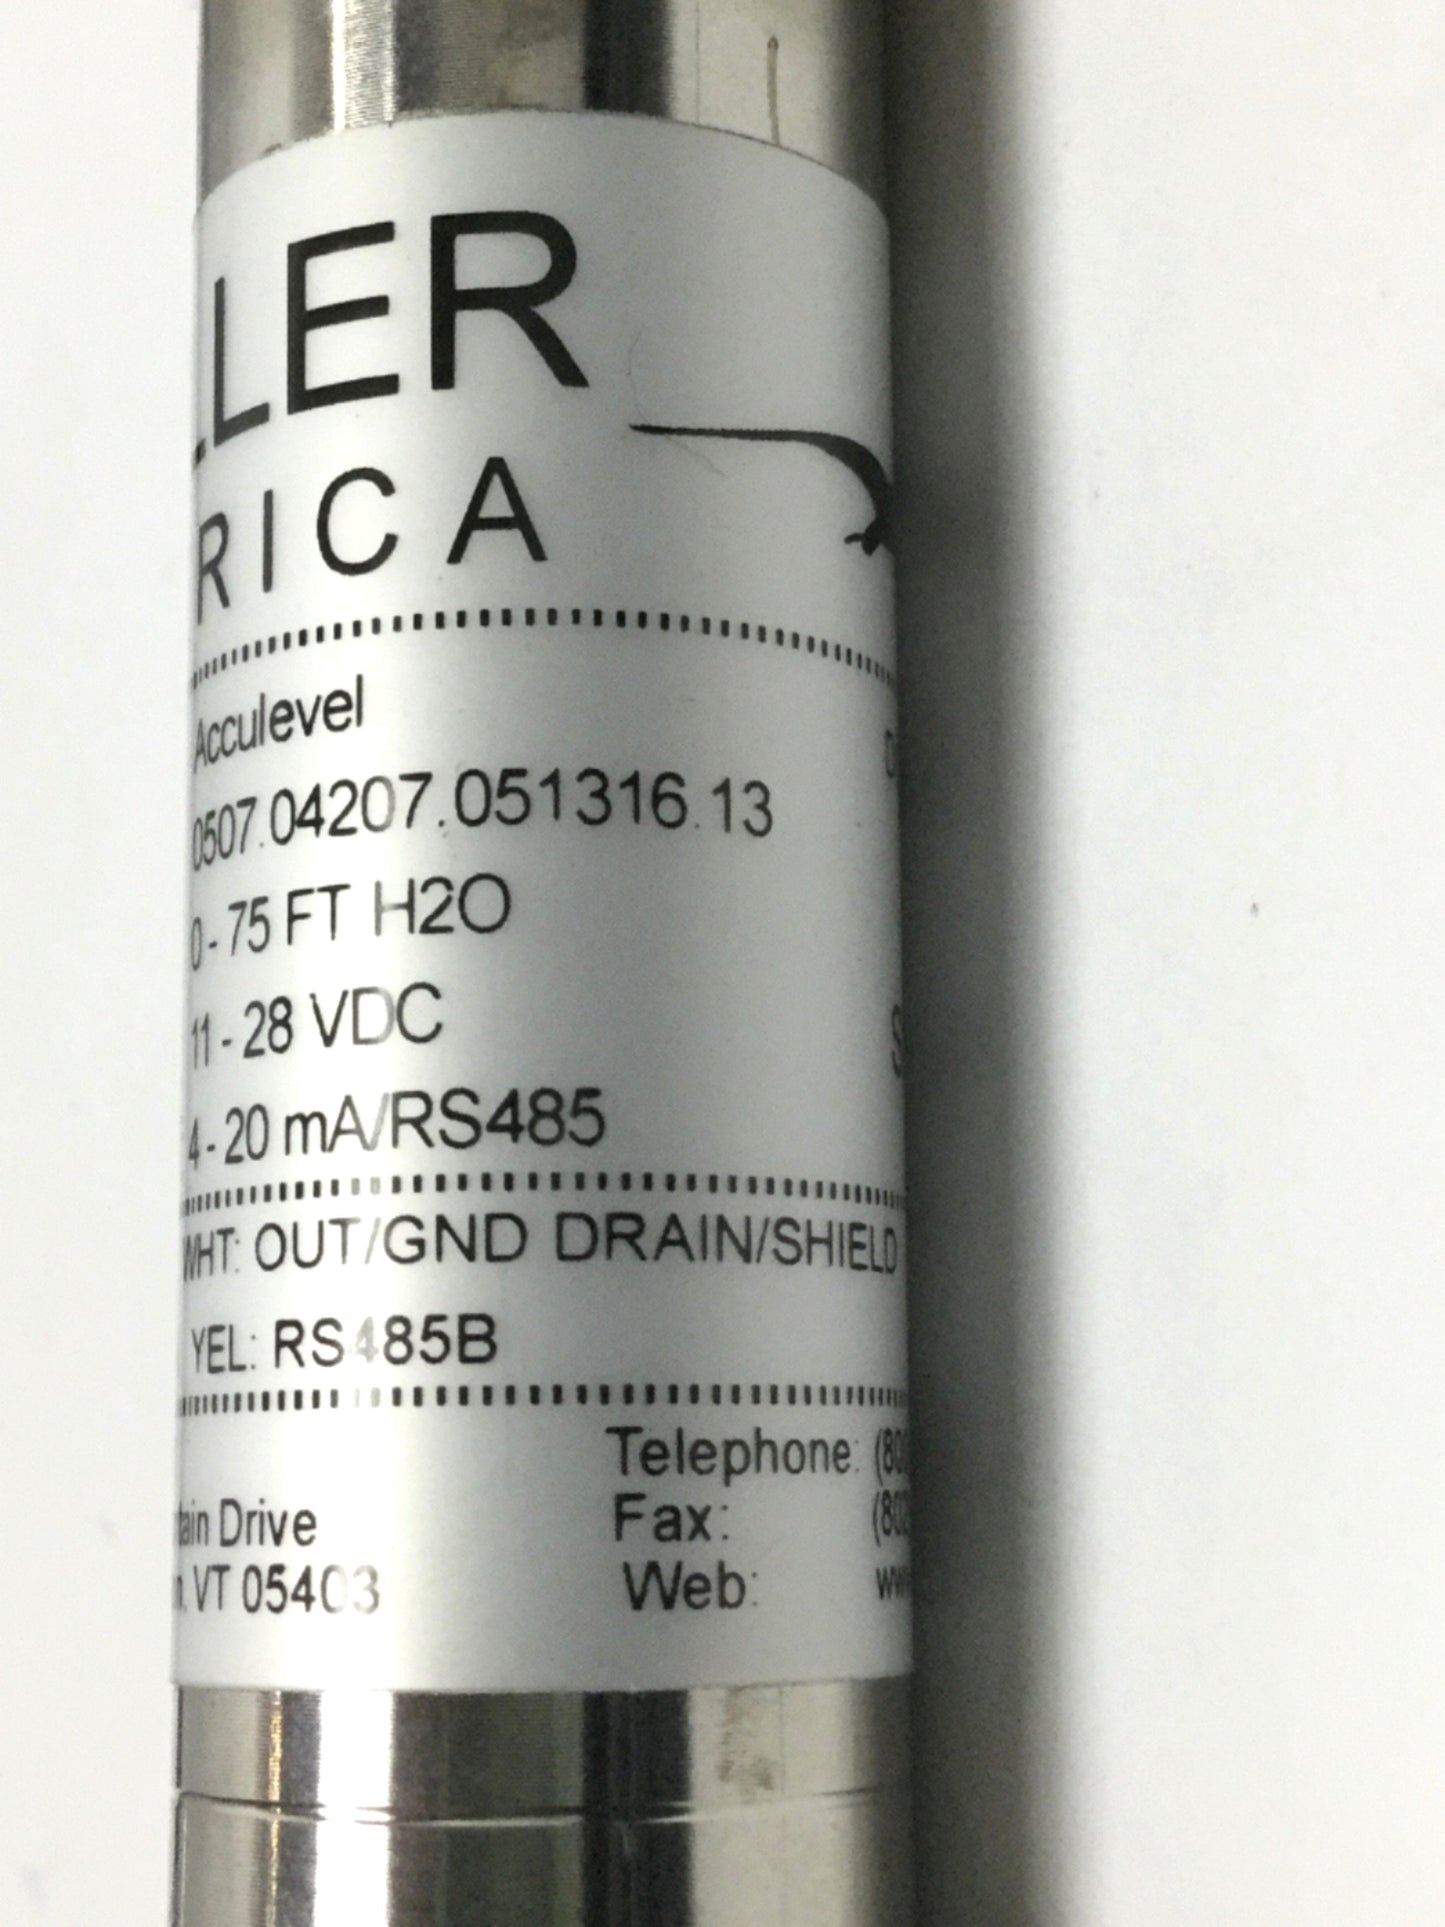 LLER
RICA
Acculevel
0507.04207.051316.13
0-75 FT H2O
11-28 VDC
4-20 mA/RS485
WHT: OUT/GND DRAIN/SHIELD
YEL: RS485B
Telephone:
tain Drive
Fax:
VT 05403
Web: